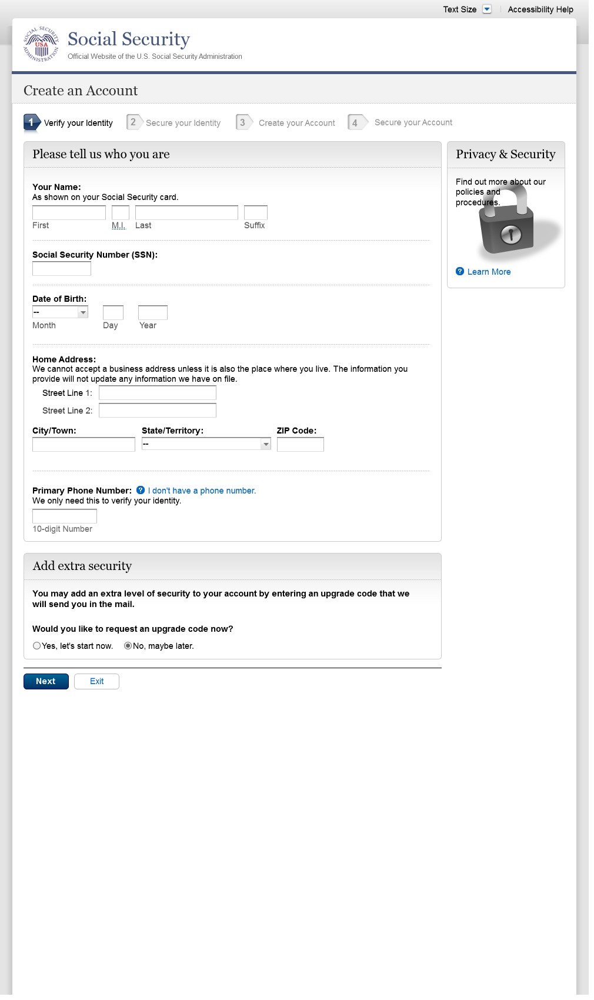 Text Size Accessibility Help
SOCIAL SECURITY ADMINISTRATION
USA
Social Security
Official Website of the U.S. Social Security Administration
Create an Account
1 Verify your Identity 2 Secure your Identity 3 Create your Account 4 Secure your Account
Please tell us who you are
Your Name:
As shown on your Social Security card.
First M.I. Last Suffix
Social Security Number (SSN):
Date of Birth:
--
Month Day Year
Home Address:
We cannot accept a business address unless it is also the place where you live. The information you
provide will not update any information we have on file.
Street Line 1:
Street Line 2:
City/Town: State/Territory: ZIP Code:
--
Primary Phone Number: ? I don't have a phone number.
We only need this to verify your identity.
10-digit Number
Add extra security
You may add an extra level of security to your account by entering an upgrade code that we
will send you in the mail.
Would you like to request an upgrade code now?
Yes, let's start now. No, maybe later.
Next Exit
Privacy & Security
Find out more about our
policies and
procedures.
? Learn More